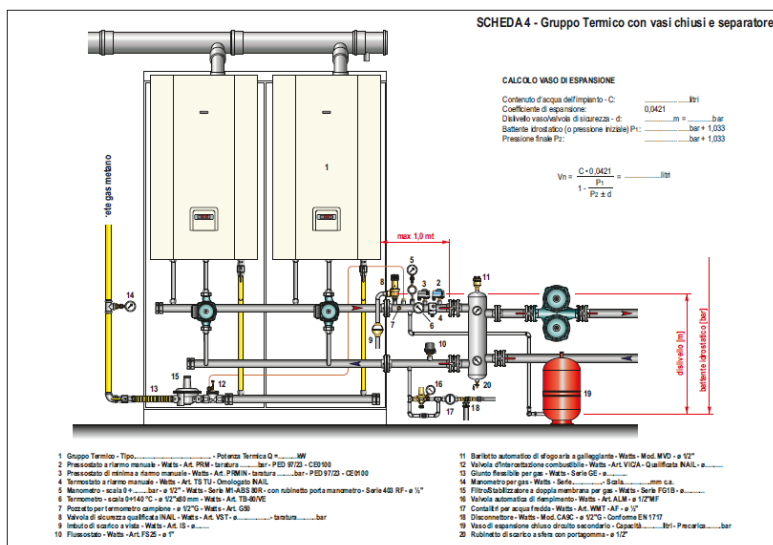 SCHEDA 4 - Gruppo Termico con vasi chiusi e separatore
CALCOLO VASO DI ESPANSIONE
Contenuto d'acqua dell'impianto - C: ..................litri
Coefficiente di espansione: 0,0421
Dislivello vaso/valvola di sicurezza - d: ..............m = .........bar
Battente idrostatico (o pressione iniziale) P1: ..................bar + 1,033
Pressione finale P2: ..................bar + 1,033
Vn = C • 0,0421 / 1 - P1 / P2 ± d = ..................litri
rete gas metano
1
max 1,0 mt
5
11
8
3
2
14
7
6
4
9
10
dislivello [m]
battente idrostatico [bar]
15
12
13
16
17
18
20
19
1 Gruppo Termico - Tipo.............................. - Potenza Termica Q =.........kW
2 Pressostato a riarmo manuale - Watts - Art. PRM - taratura .........bar - PED 97/23 - CE0100
3 Pressostato di minima a riarmo manuale - Watts - Art. PRMIN - taratura .........bar - PED 97/23 - CE0100
4 Termostato a riarmo manuale - Watts - Art. TS TU - Omologato INAIL
5 Manometro - scala 0÷.........bar - ø ½" - Serie M1-ABS 80R - con rubinetto porta manometro - Serie 403 RF - ø ½"
6 Termometro - scala 0÷140 °C - ø ½"x80 mm - Watts - Art. TB-80/VE
7 Pozzetto per termometro campione - ø ½"G - Watts - Art. G50
8 Valvola di sicurezza qualificata INAIL - Watts - Art. VST - ø............ - taratura.........bar
9 Imbuto di scarico a vista - Watts - Art. IS - ø.........
10 Flussostato - Watts - Art. FS25 - ø 1"
11 Barilotto automatico di sfogo aria a galleggiante - Watts - Mod. MVD - ø ½"
12 Valvola d'intercettazione combustibile - Watts - Art. VIC/A - Qualificata INAIL - ø.........
13 Giunto flessibile per gas - Watts - Serie GE - ø............
14 Manometro per gas - Watts - Serie............... - Scala............mm c.a.
15 Filtro/Stabilizzatore a doppia membrana per gas - Watts - Serie FG1B - ø.........
16 Valvola automatica di riempimento - Watts - Art. ALM - ø ½"MF
17 Contalitri per acqua fredda - Watts - Art. WMT - AF - ø ½"
18 Disconnettore - Watts - Mod. CA9C - ø ½"G - Conforme EN 1717
19 Vaso di espansione chiuso circuito secondario - Capacità.........litri - Precarica.........bar
20 Rubinetto di scarico a sfera con portagomma - ø ½"